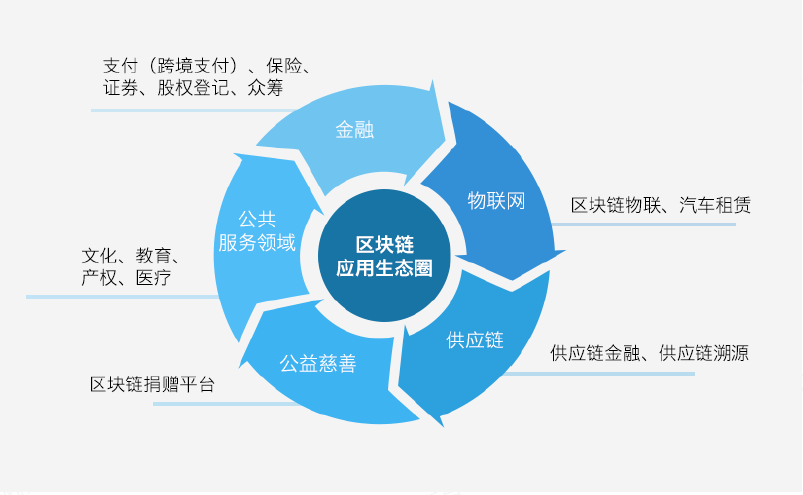 支付（跨境支付）、保险、
证券、股权登记、众筹
金融
物联网
区块链物联、汽车租赁
公共
服务领域
区块链
应用生态圈
文化、教育、
产权、医疗
供应链
供应链金融、供应链溯源
公益慈善
区块链捐赠平台